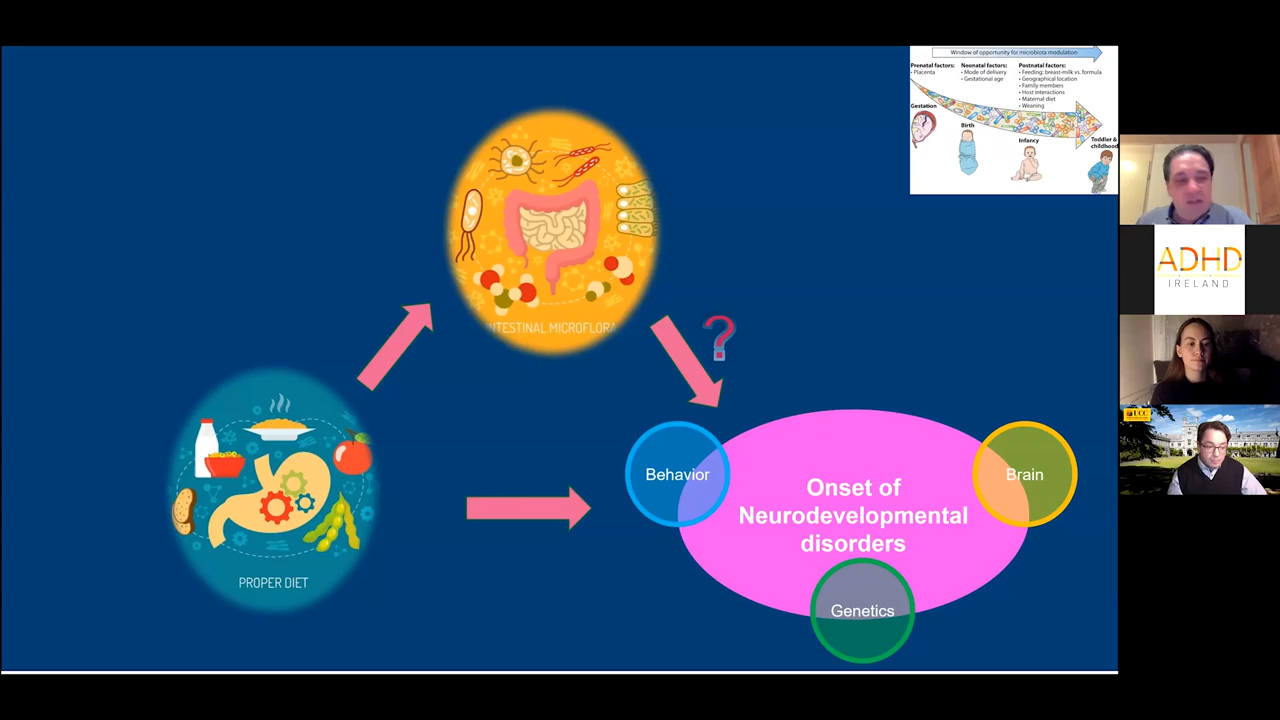 Window of opportunity for microbiota modulation
Prenatal factors:
• Placenta
Neonatal factors:
• Mode of delivery
• Gestational age
Postnatal factors:
• Feeding: breast-milk vs. formula
• Geographical location
• Family members
• Host interactions
• Maternal diet
• Weaning
Gestation
Birth
Infancy
Toddler &
childhood
NTESTINAL MICROFLORA
?
PROPER DIET
Behavior
Brain
Onset of
Neurodevelopmental
disorders
Genetics
ADHD
IRELAND
UCC